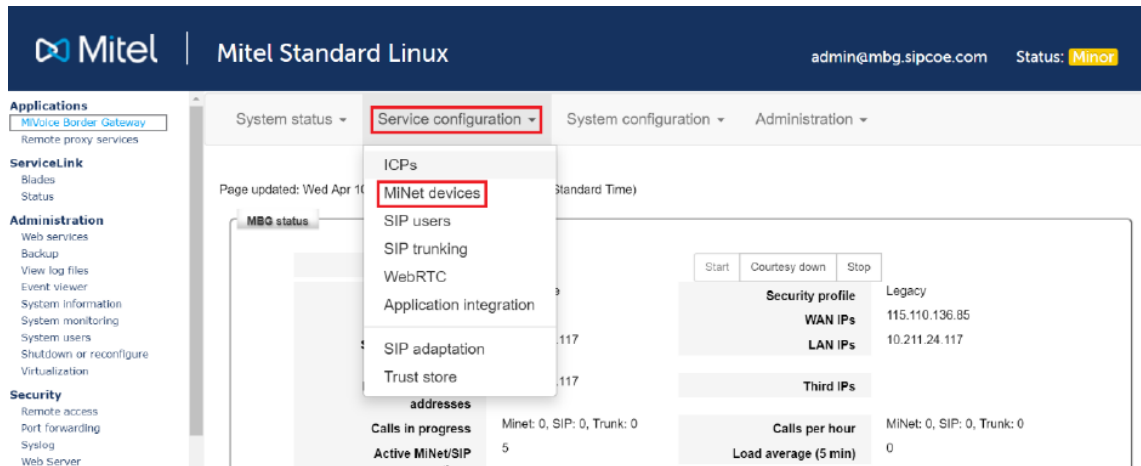 Mitel
Mitel Standard Linux
admin@mbg.sipcoe.com
Status: Minor
Applications
MiVoice Border Gateway
Remote proxy services
ServiceLink
Blades
Status
Administration
Web services
Backup
View log files
Event viewer
System information
System monitoring
System users
Shutdown or reconfigure
Virtualization
Security
Remote access
Port forwarding
Syslog
Web Server
System status
Service configuration
System configuration
Administration
ICPs
MiNet devices
SIP users
SIP trunking
WebRTC
Application integration
SIP adaptation
Trust store
Page updated: Wed Apr 10
Standard Time)
MBG status
Start
Courtesy down
Stop
Security profile
Legacy
WAN IPs
115.110.136.85
.117
LAN IPs
10.211.24.117
.117
Third IPs
addresses
Calls in progress
Minet: 0, SIP: 0, Trunk: 0
Calls per hour
MiNet: 0, SIP: 0, Trunk: 0
Active MiNet/SIP
5
Load average (5 min)
0